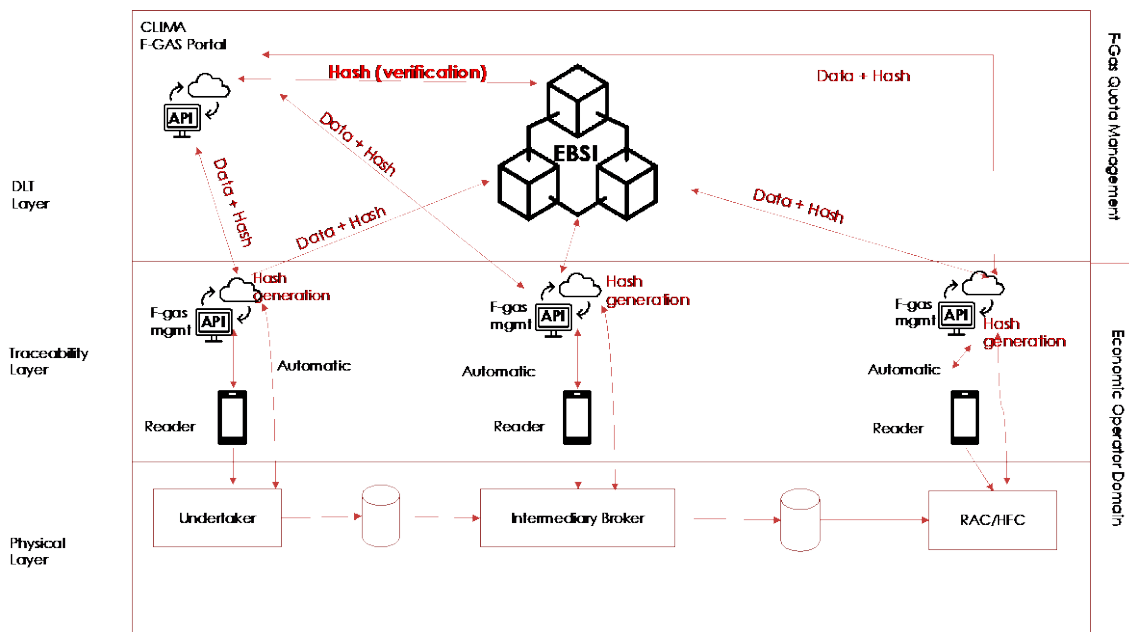 CLIMA
F-GAS Portal
Hash (verification)
Data + Hash
F-Gas Quota Management
API
Data + Hash
EBSI
DLT
Layer
Data + Hash
Data + Hash
Data + Hash
Hash
generation
F-gas
mgmt
API
Hash
generation
F-gas
mgmt
API
F-gas
mgmt
API
Hash
generation
Traceability
Layer
Automatic
Automatic
Automatic
Economic Operator Domain
Reader
Reader
Reader
Undertaker
Intermediary Broker
RAC/HFC
Physical
Layer